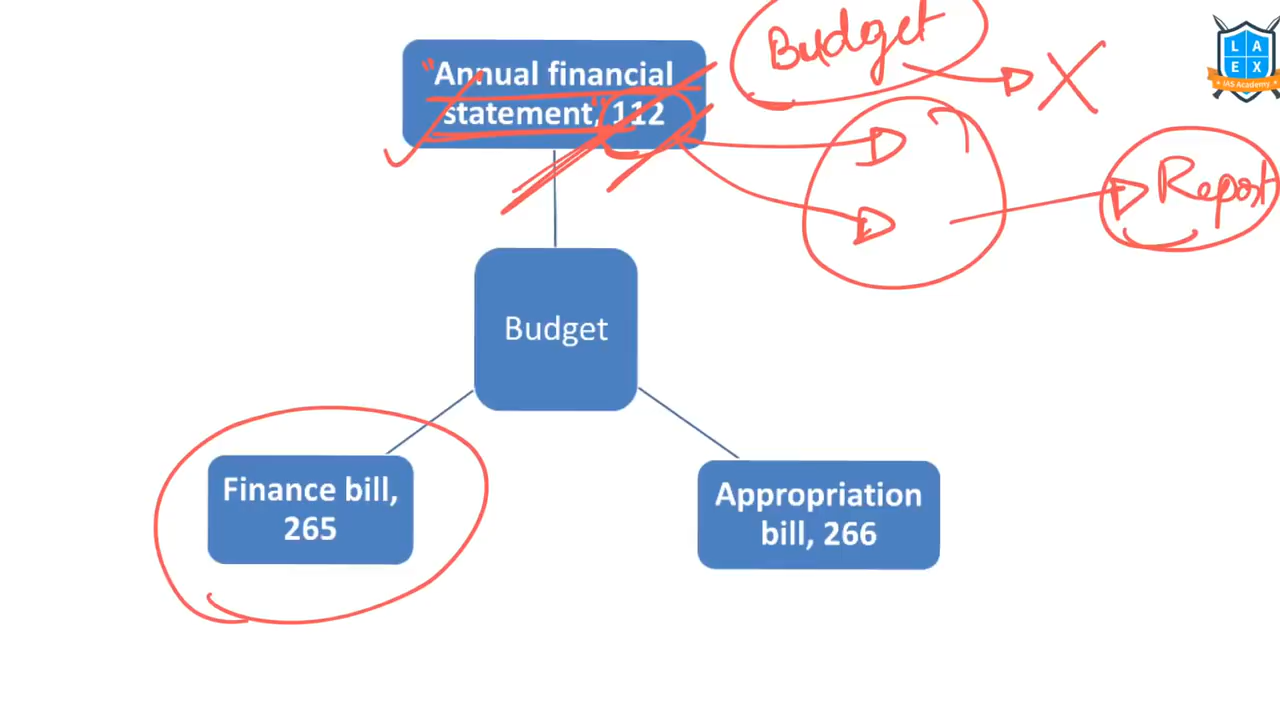 Budget
L A
E X
IAS Academy
"Annual financial
statement," 112
Report
Budget
Finance bill,
265
Appropriation
bill, 266